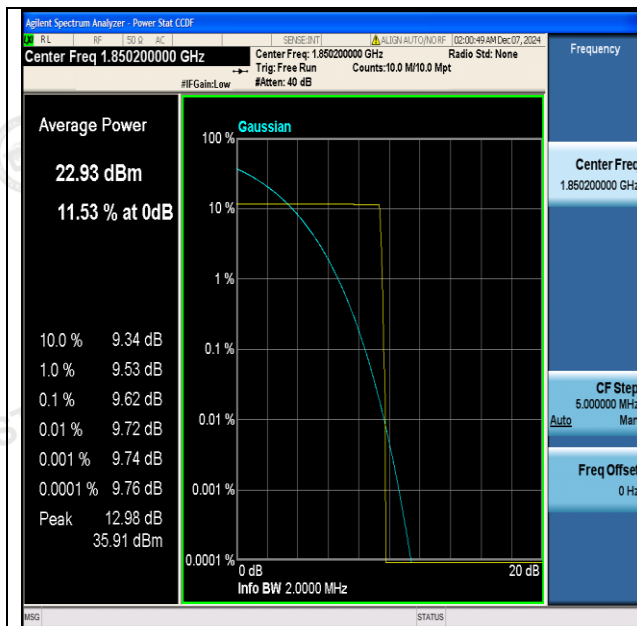 Agilent Spectrum Analyzer - Power Stat CCDF
RL RF 50 Ω AC SENSE:INT ALIGN AUTO/NO RF 02:00:49 AM Dec 07, 2024
Center Freq 1.850200000 GHz
Center Freq: 1.850200000 GHz Radio Std: None
Trig: Free Run Counts:10.0 M/10.0 Mpt
#IFGain:Low #Atten: 40 dB
Frequency
Center Freq
1.850200000 GHz
CF Step
5.000000 MHz
Auto Man
Freq Offset
0 Hz
Average Power
22.93 dBm
11.53 % at 0dB
10.0 % 9.34 dB
1.0 % 9.53 dB
0.1 % 9.62 dB
0.01 % 9.72 dB
0.001 % 9.74 dB
0.0001 % 9.76 dB
Peak 12.98 dB
35.91 dBm
Gaussian
100 %
10 %
1 %
0.1 %
0.01 %
0.001 %
0.0001 %
0 dB 20 dB
Info BW 2.0000 MHz
MSG STATUS